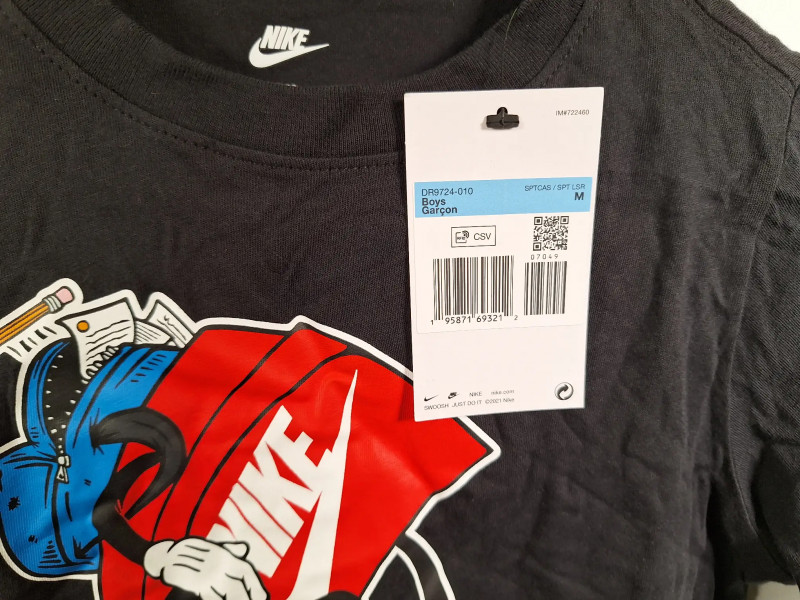 NIKE
IM#722460
DR9724-010
SPTCAS / SPT LSR
Boys
M
Garçon
CSV
07049
1 95871 69321 2
NIKE nike.com
SWOOSH JUST DO IT ©2021 Nike
NIKE